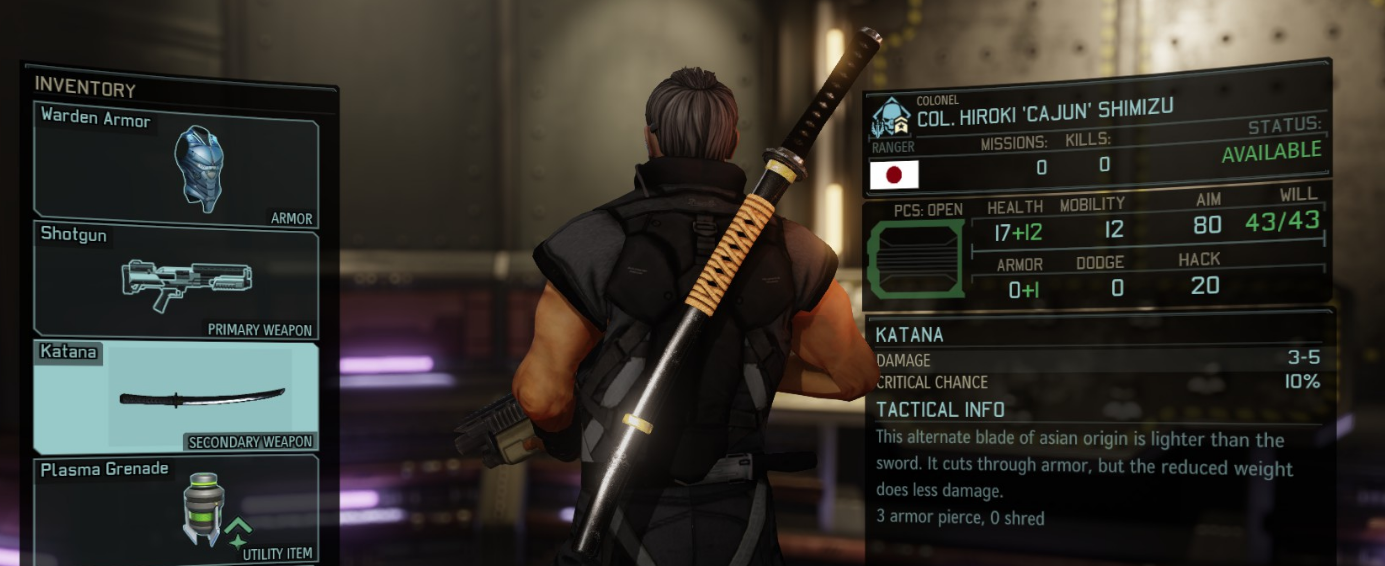 INVENTORY
Warden Armor
ARMOR
Shotgun
PRIMARY WEAPON
Katana
SECONDARY WEAPON
Plasma Grenade
UTILITY ITEM
COLONEL
COL. HIROKI 'CAJUN' SHIMIZU
RANGER
MISSIONS: KILLS: STATUS:
0 0 AVAILABLE
PCS: OPEN HEALTH MOBILITY AIM WILL
17+12 12 80 43/43
ARMOR DODGE HACK
0+1 0 20
KATANA
DAMAGE 3-5
CRITICAL CHANCE 10%
TACTICAL INFO
This alternate blade of asian origin is lighter than the
sword. It cuts through armor, but the reduced weight
does less damage.
3 armor pierce, 0 shred